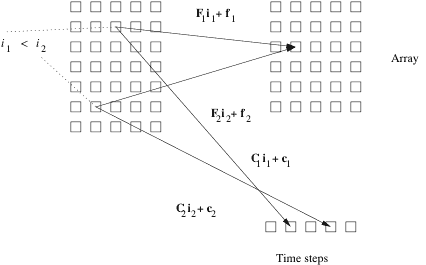 F₁i₁ + f₁
i₁ < i₂
Array
F₂i₂ + f₂
C₁i₁ + c₁
C₂i₂ + c₂
Time steps